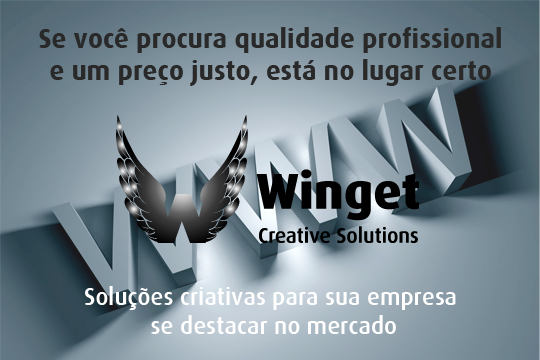 Se você procura qualidade profissional
e um preço justo, está no lugar certo
WWW
W
Winget
Creative Solutions
Soluções criativas para sua empresa
se destacar no mercado